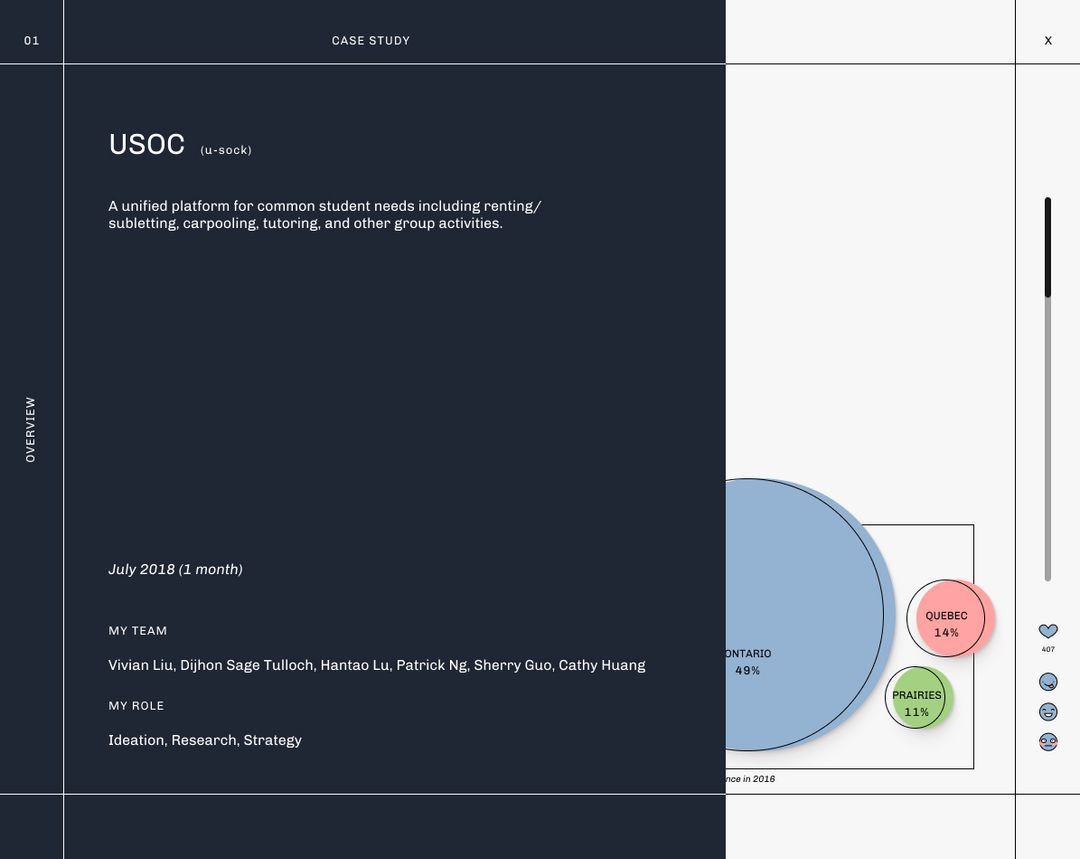 01
CASE STUDY
X
USOC (u-sock)
A unified platform for common student needs including renting/
subletting, carpooling, tutoring, and other group activities.
OVERVIEW
July 2018 (1 month)
MY TEAM
Vivian Liu, Dijhon Sage Tulloch, Hantao Lu, Patrick Ng, Sherry Guo, Cathy Huang
MY ROLE
Ideation, Research, Strategy
ONTARIO
49%
QUEBEC
14%
PRAIRIES
11%
in 2016
407